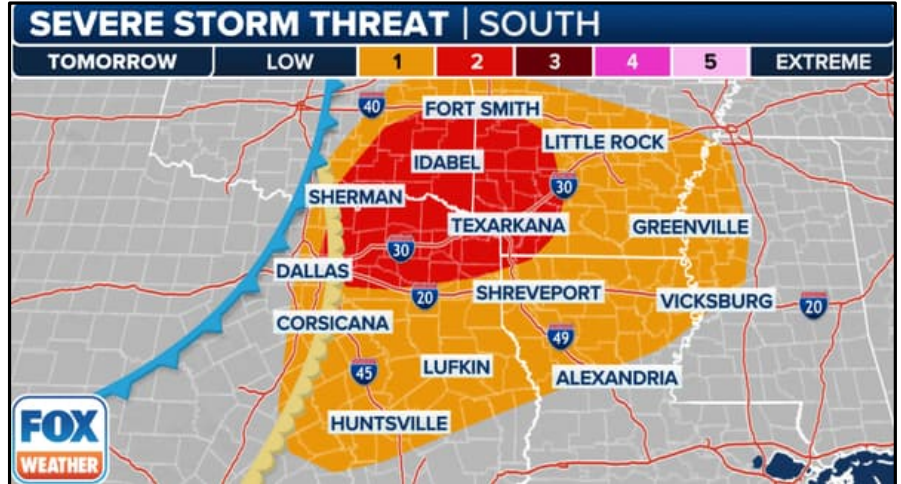 SEVERE STORM THREAT | SOUTH
TOMORROW LOW 1 2 3 4 5 EXTREME
40
FORT SMITH
LITTLE ROCK
IDABEL
30
SHERMAN
TEXARKANA
GREENVILLE
30
DALLAS
20
SHREVEPORT
VICKSBURG
20
CORSICANA
49
45
LUFKIN
ALEXANDRIA
HUNTSVILLE
FOX
WEATHER